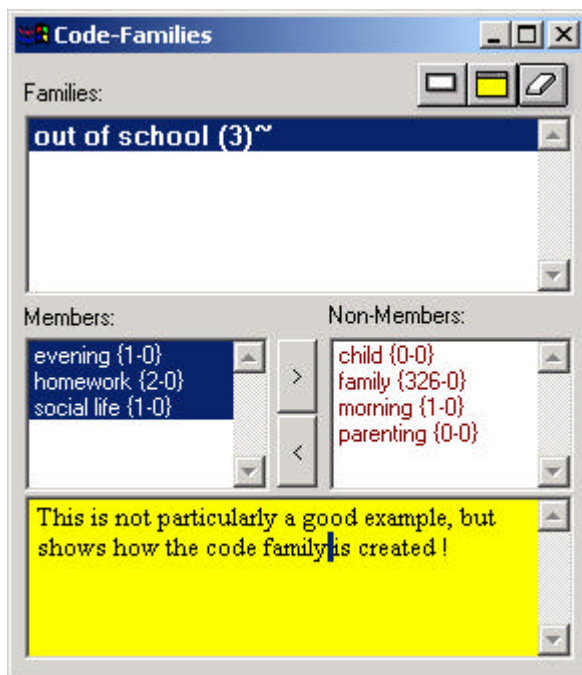 Code-Families
Families:
out of school (3)~
Members:
Non-Members:
evening {1-0}
homework {2-0}
social life {1-0}
>
<
child {0-0}
family {326-0}
morning {1-0}
parenting {0-0}
This is not particularly a good example, but
shows how the code family is created !